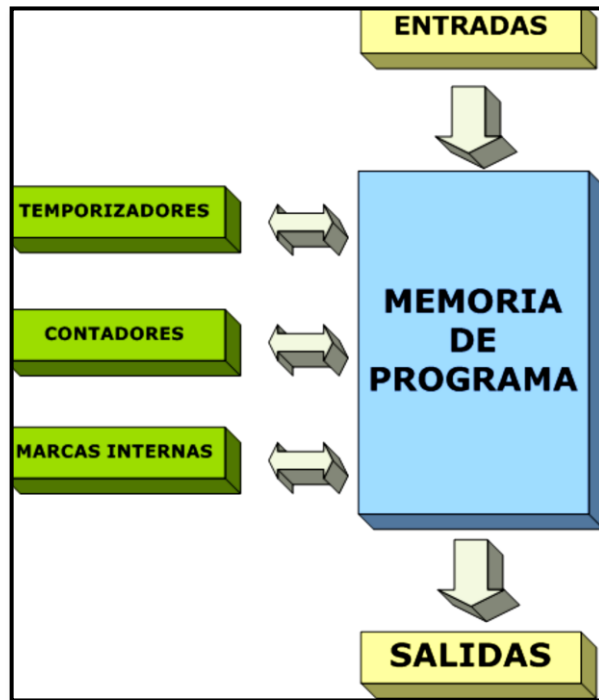 ENTRADAS
TEMPORIZADORES
CONTADORES
MARCAS INTERNAS
MEMORIA
DE
PROGRAMA
SALIDAS